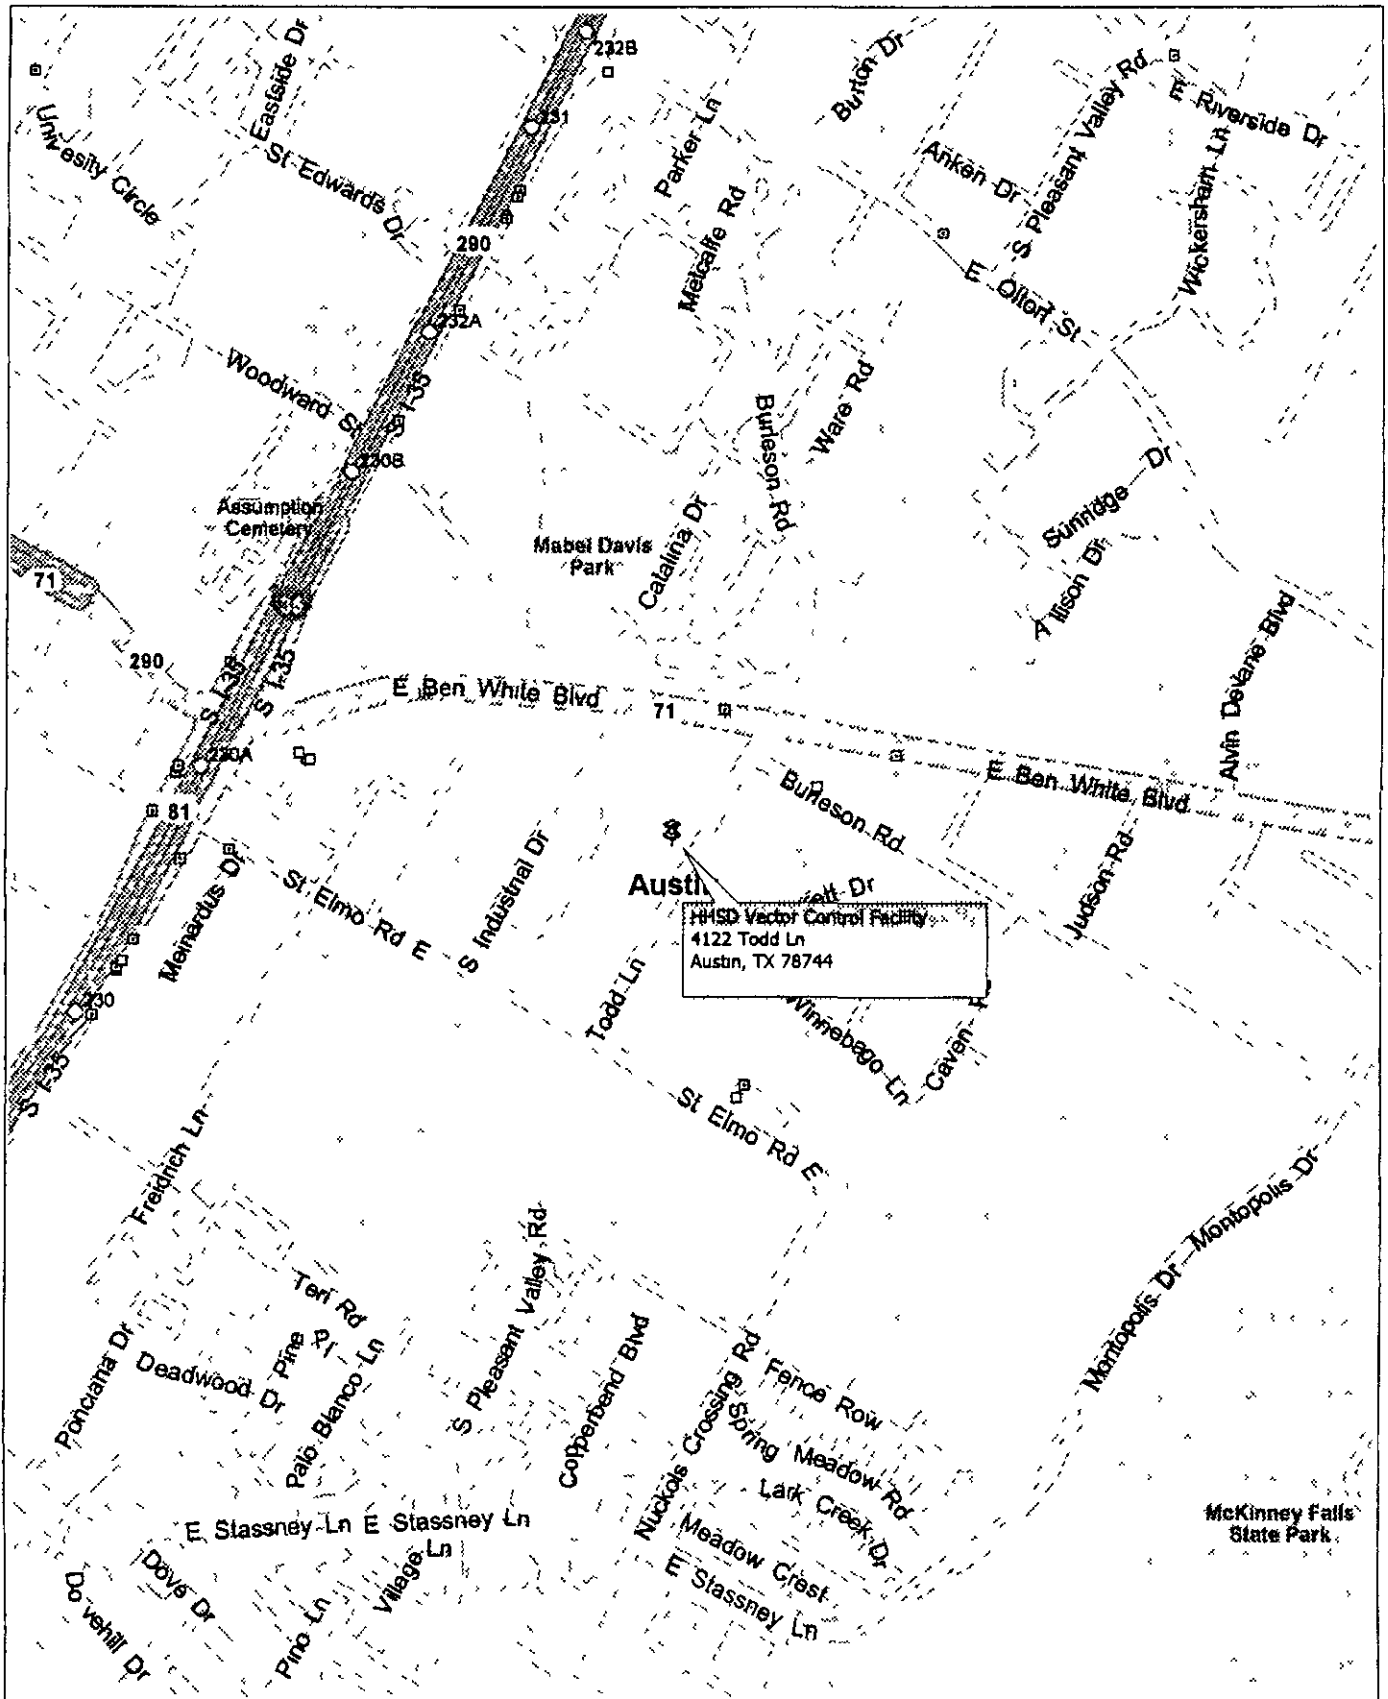 232B
Eastside Dr
Burton Dr
S Pleasant Valley Rd
E Riverside Dr
231
Univesity Circle
St Edwards Dr
Parker Ln
Anken Dr
Wickersham Ln
290
Metcalfe Rd
E Oltorf St
232A
Woodward St
I-35
Ware Rd
Burleson Rd
230B
Sunridge Dr
Assumption
Cemetery
Mabel Davis
Park
Catalina Dr
Allison Dr
71
290
S I-35
S I-35
E Ben White Blvd
71
Alvin Devane Blvd
230A
E Ben White Blvd
81
Burleson Rd
Meinardus Dr
St Elmo Rd E
S Industrial Dr
Judson Rd
HHSD Vector Control Facility
4122 Todd Ln
Austin, TX 78744
Todd Ln
Winnebago Ln
Caven
230
S I-35
St Elmo Rd E
Freidrich Ln
Montopolis Dr
Montopolis Dr
Teri Rd
S Pleasant Valley Rd
Pine Pl
Ponciana Dr
Deadwood Dr
Palo Blanco Ln
Copperbend Blvd
Nuckols Crossing Rd
Fence Row
Spring Meadow Rd
Lark Creek Dr
McKinney Falls
State Park
E Stassney Ln E Stassney Ln
Meadow Crest
E Stassney Ln
Dove Dr
Dovehill Dr
Pino Ln
Village Ln